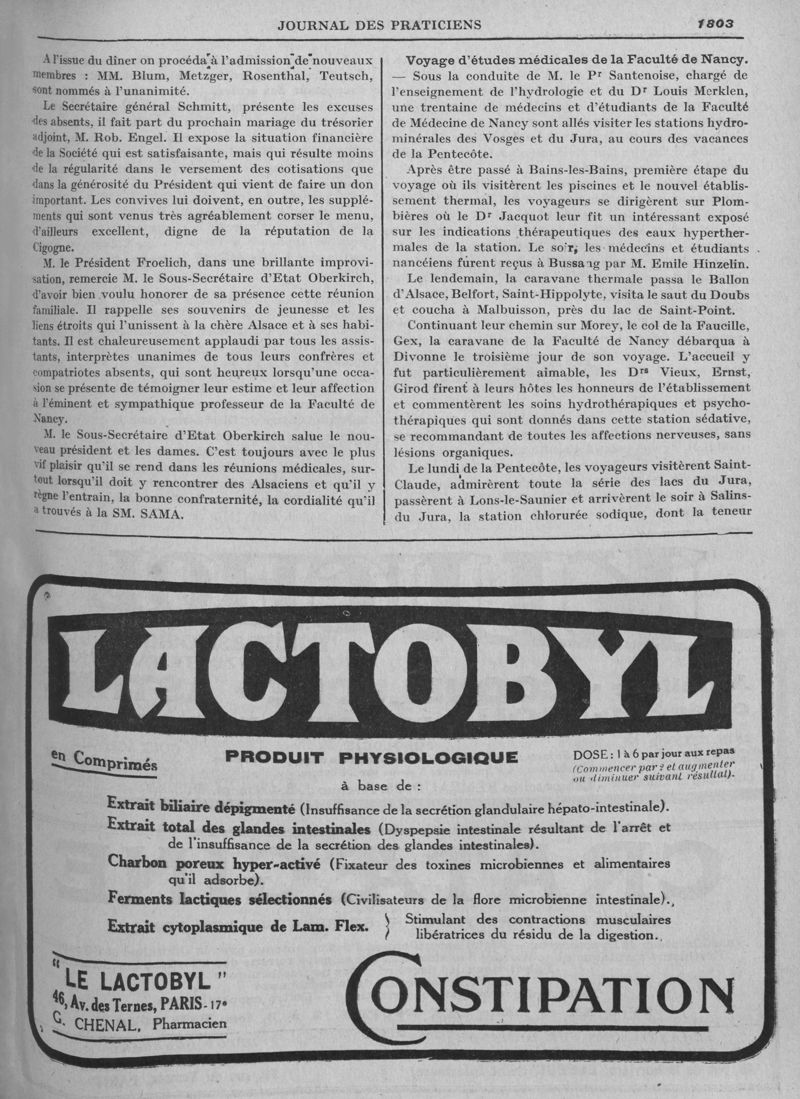 JOURNAL DES PRATICIENS
1803
A l'issue du dîner on procéda à l'admission de nouveaux
membres : MM. Blum, Metzger, Rosenthal, Teutsch,
sont nommés à l'unanimité.
Le Secrétaire général Schmitt, présente les excuses
des absents, il fait part du prochain mariage du trésorier
adjoint, M. Rob. Engel. Il expose la situation financière
de la Société qui est satisfaisante, mais qui résulte moins
de la régularité dans le versement des cotisations que
dans la générosité du Président qui vient de faire un don
important. Les convives lui doivent, en outre, les supplé-
ments qui sont venus très agréablement corser le menu,
d'ailleurs excellent, digne de la réputation de la
Cigogne.
M. le Président Froelich, dans une brillante improvi-
sation, remercie M. le Sous-Secrétaire d'Etat Oberkirch,
d'avoir bien voulu honorer de sa présence cette réunion
familiale. Il rappelle ses souvenirs de jeunesse et les
liens étroits qui l'unissent à la chère Alsace et à ses habi-
tants. Il est chaleureusement applaudi par tous les assis-
tants, interprètes unanimes de tous leurs confrères et
compatriotes absents, qui sont heureux lorsqu'une occa-
sion se présente de témoigner leur estime et leur affection
à l'éminent et sympathique professeur de la Faculté de
Nancy.
M. le Sous-Secrétaire d'Etat Oberkirch salue le nou-
veau président et les dames. C'est toujours avec le plus
vif plaisir qu'il se rend dans les réunions médicales, sur-
tout lorsqu'il doit y rencontrer des Alsaciens et qu'il y
règne l'entrain, la bonne confraternité, la cordialité qu'il
a trouvés à la SM. SAMA.
Voyage d'études médicales de la Faculté de Nancy.
— Sous la conduite de M. le Pr Santenoise, chargé de
l'enseignement de l'hydrologie et du Dr Louis Merklen,
une trentaine de médecins et d'étudiants de la Faculté
de Médecine de Nancy sont allés visiter les stations hydro-
minérales des Vosges et du Jura, au cours des vacances
de la Pentecôte.
Après être passé à Bains-les-Bains, première étape du
voyage où ils visitèrent les piscines et le nouvel établis-
sement thermal, les voyageurs se dirigèrent sur Plom-
bières où le Dr Jacquot leur fit un intéressant exposé
sur les indications thérapeutiques des eaux hyperther-
males de la station. Le soir, les médecins et étudiants
nancéiens furent reçus à Bussang par M. Emile Hinzelin.
Le lendemain, la caravane thermale passa le Ballon
d'Alsace, Belfort, Saint-Hippolyte, visita le saut du Doubs
et coucha à Malbuisson, près du lac de Saint-Point.
Continuant leur chemin sur Morey, le col de la Faucille,
Gex, la caravane de la Faculté de Nancy débarqua à
Divonne le troisième jour de son voyage. L'accueil y
fut particulièrement aimable, les Drs Vieux, Ernst,
Girod firent à leurs hôtes les honneurs de l'établissement
et commentèrent les soins hydrothérapiques et psycho-
thérapiques qui sont donnés dans cette station sédative,
se recommandant de toutes les affections nerveuses, sans
lésions organiques.
Le lundi de la Pentecôte, les voyageurs visitèrent Saint-
Claude, admirèrent toute la série des lacs du Jura,
passèrent à Lons-le-Saunier et arrivèrent le soir à Salins-
du Jura, la station chlorurée sodique, dont la teneur
LACTOBYL
en Comprimés
PRODUIT PHYSIOLOGIQUE
à base de :
DOSE : 1 à 6 par jour aux repas
(Commencer par 2 et augmenter
ou diminuer suivant résultat).
Extrait biliaire dépigmenté (Insuffisance de la secrétion glandulaire hépato-intestinale).
Extrait total des glandes intestinales (Dyspepsie intestinale résultant de l'arrêt et
de l'insuffisance de la secrétion des glandes intestinales).
Charbon poreux hyper-activé (Fixateur des toxines microbiennes et alimentaires
qu'il adsorbe).
Ferments lactiques sélectionnés (Civilisateurs de la flore microbienne intestinale).
Extrait cytoplasmique de Lam. Flex. } Stimulant des contractions musculaires
libératrices du résidu de la digestion.
"LE LACTOBYL"
46, Av. des Ternes, PARIS-17e
G. CHENAL, Pharmacien
CONSTIPATION